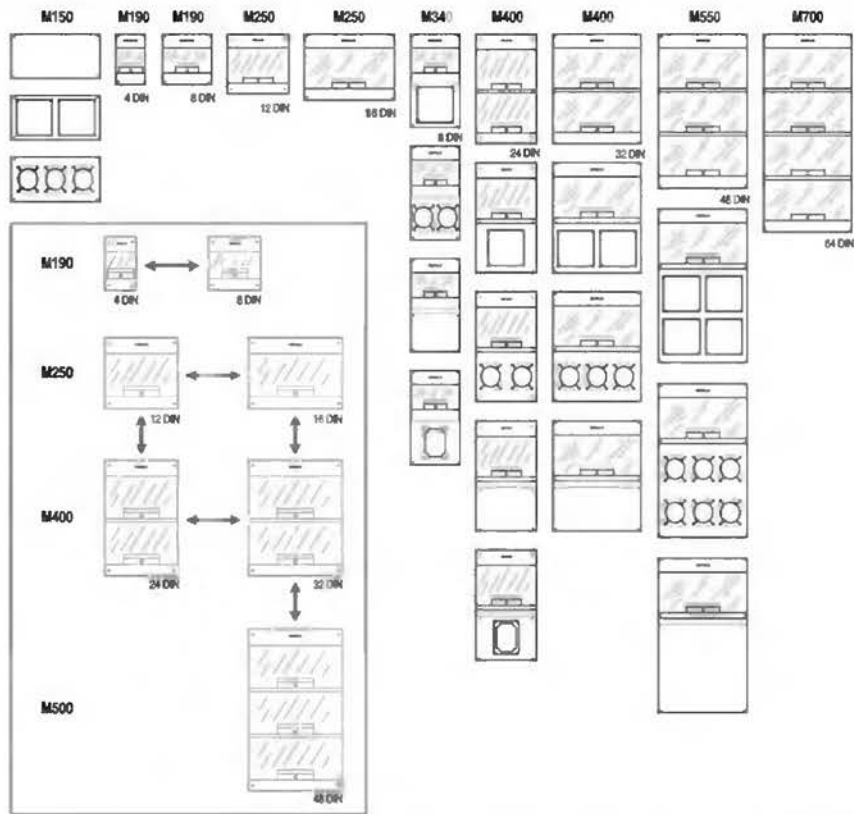 M150 M190 M190 M250 M250 M340 M400 M400 M550 M700
4 DIN 8 DIN 12 DIN 16 DIN
8 DIN 24 DIN 32 DIN
48 DIN
64 DIN
M190
4 DIN 8 DIN
M250
12 DIN 16 DIN
M400
24 DIN 32 DIN
M500
48 DIN